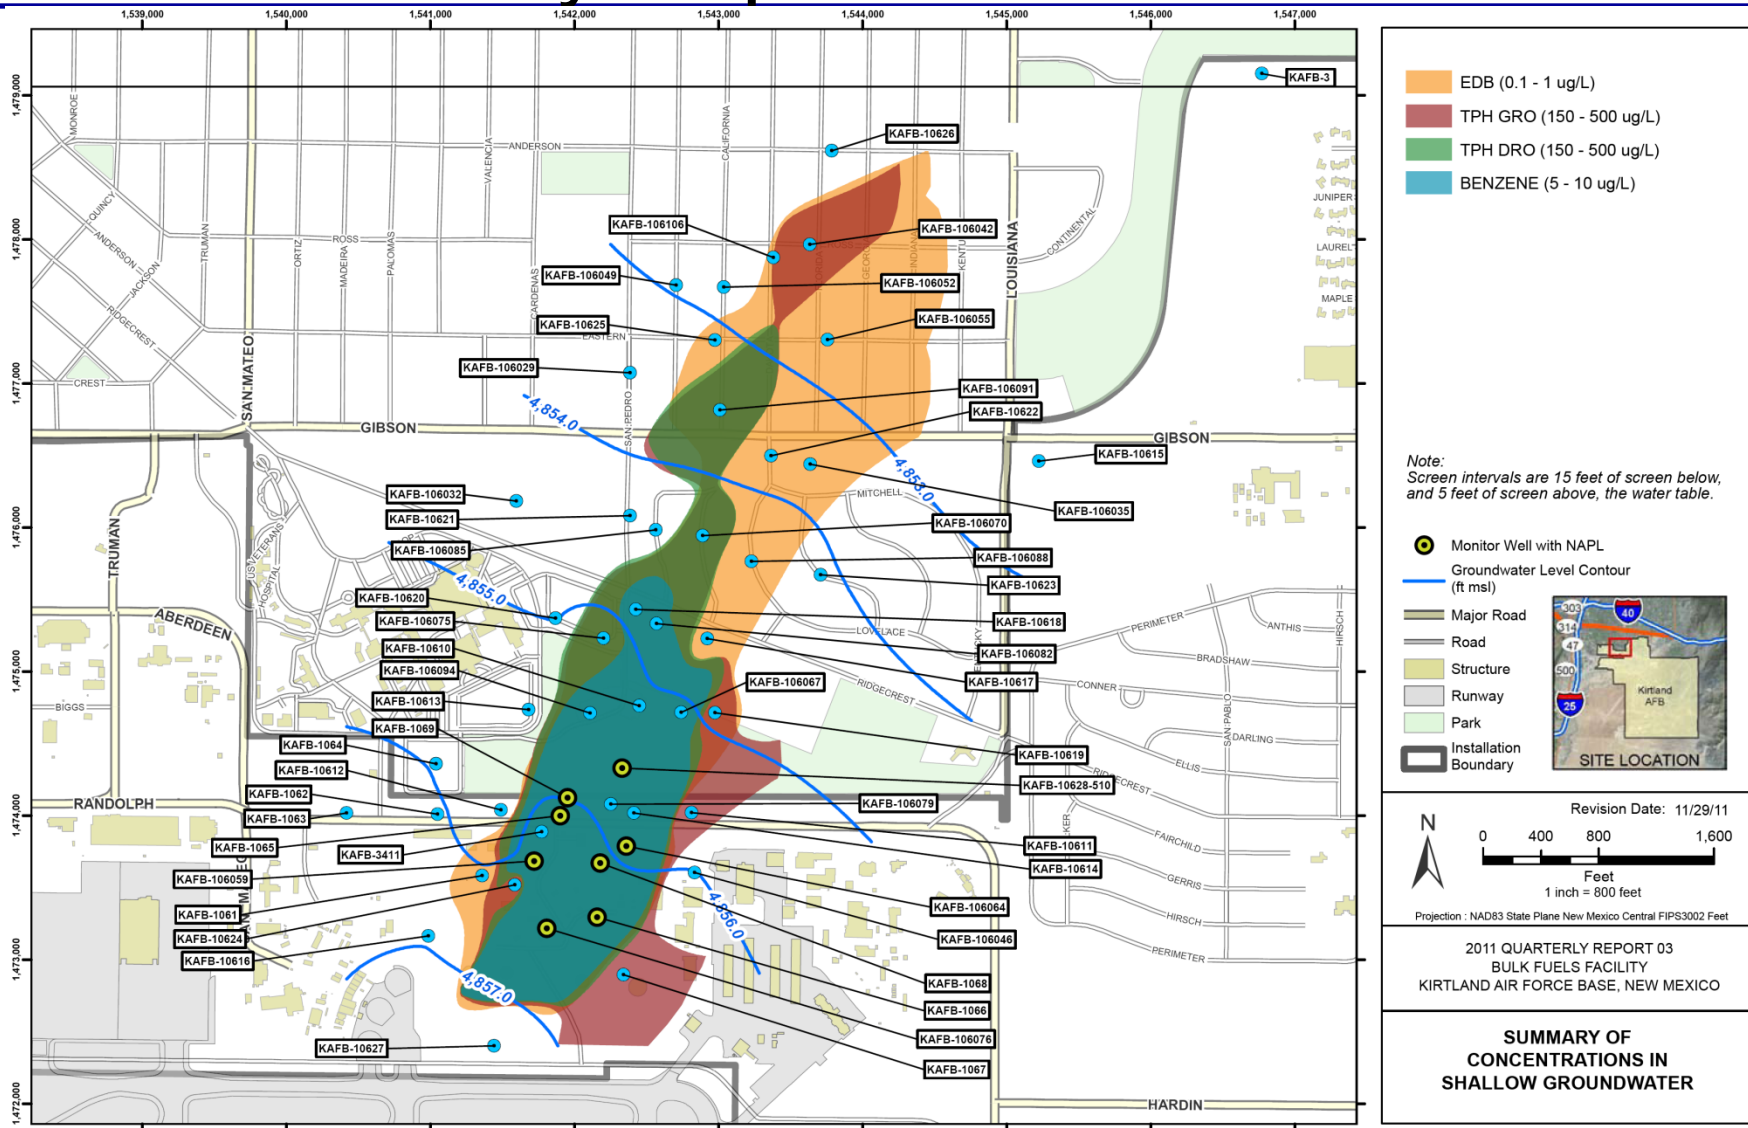 1,539,000
1,540,000
1,541,000
1,542,000
1,543,000
1,544,000
1,545,000
1,546,000
1,547,000
1,479,000
1,478,000
1,477,000
1,476,000
1,475,000
1,474,000
1,473,000
1,472,000
KAFB-3
KAFB-10626
KAFB-106106
KAFB-106042
KAFB-106049
KAFB-106052
KAFB-10625
KAFB-106055
KAFB-106029
KAFB-106091
KAFB-10622
KAFB-10615
KAFB-106032
KAFB-106035
KAFB-10621
KAFB-106070
KAFB-106085
KAFB-106088
KAFB-10623
KAFB-10620
KAFB-106075
KAFB-10618
KAFB-10610
KAFB-106082
KAFB-106094
KAFB-106067
KAFB-10617
KAFB-10613
KAFB-1069
KAFB-1064
KAFB-10619
KAFB-10612
KAFB-10628-510
KAFB-1062
KAFB-106079
KAFB-1063
KAFB-1065
KAFB-10611
KAFB-3411
KAFB-10614
KAFB-106059
KAFB-1061
KAFB-106064
KAFB-10624
KAFB-106046
KAFB-10616
KAFB-1068
KAFB-1066
KAFB-106076
KAFB-10627
KAFB-1067
MONROE
ANDERSON
VALENCIA
CALIFORNIA
QUINCY
ANDERSON
JACKSON
RIDGECREST
TRUMAN
ORTIZ
ROSS
MADEIRA
PALOMAS
CARDENAS
EASTERN
SAN PEDRO
CREST
SAN MATEO
GIBSON
GIBSON
LOUISIANA
CONTINENTAL
JUNIPER
LAUREL
MAPLE
TRUMAN
US VETERANS
HOSPITAL
ABERDEEN
MITCHELL
LOVELACE
RIDGECREST
PERIMETER
ANTHIS
HIRSCH
BRADSHAW
CONNER
SAN PABLO
DARLING
ELLIS
RIDGECREST
FAIRCHILD
GERRIS
HIRSCH
PERIMETER
BIGGS
RANDOLPH
HARDIN
4,854.0
4,853.0
4,855.0
4,856.0
4,857.0
EDB (0.1 - 1 ug/L)
TPH GRO (150 - 500 ug/L)
TPH DRO (150 - 500 ug/L)
BENZENE (5 - 10 ug/L)
Note:
Screen intervals are 15 feet of screen below,
and 5 feet of screen above, the water table.
Monitor Well with NAPL
Groundwater Level Contour
(ft msl)
Major Road
Road
Structure
Runway
Park
Installation
Boundary
303
40
314
47
500
25
Kirtland
AFB
SITE LOCATION
Revision Date: 11/29/11
N
0 400 800 1,600
Feet
1 inch = 800 feet
Projection : NAD83 State Plane New Mexico Central FIPS3002 Feet
2011 QUARTERLY REPORT 03
BULK FUELS FACILITY
KIRTLAND AIR FORCE BASE, NEW MEXICO
SUMMARY OF
CONCENTRATIONS IN
SHALLOW GROUNDWATER